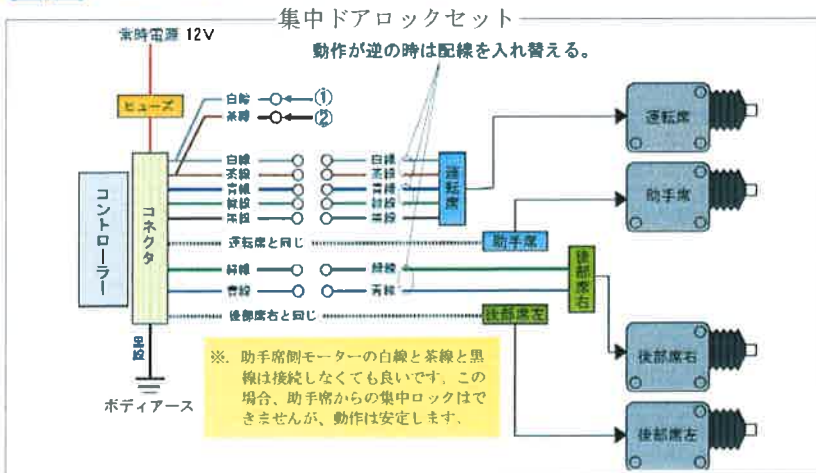 集中ドアロックセット
常時電源 12V
動作が逆の時は配線を入れ替える。
ヒューズ
白線 ①
茶線 ②
コントローラー
コネクタ
白線 白線
茶線 茶線
青線 青線
緑線 緑線
黒線 黒線
運転席
運転席と同じ
助手席
緑線 緑線
青線 青線
後部席右
後部席右と同じ
後部席左
黒線
ボディアース
※. 助手席側モーターの白線と茶線と黒
線は接続しなくても良いです。この
場合、助手席からの集中ロックはで
きませんが、動作は安定します.
運転席
助手席
後部席右
後部席左